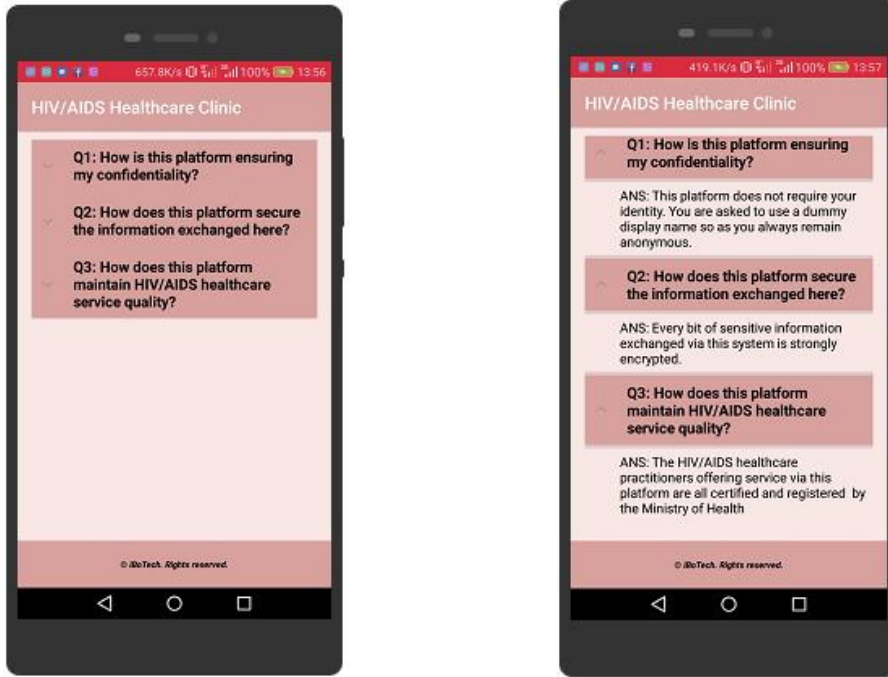 657.8K/s 100% 13:56
HIV/AIDS Healthcare Clinic
Q1: How is this platform ensuring
my confidentiality?
Q2: How does this platform secure
the information exchanged here?
Q3: How does this platform
maintain HIV/AIDS healthcare
service quality?
© iBoTech. Rights reserved.
419.1K/s 100% 13:57
HIV/AIDS Healthcare Clinic
Q1: How is this platform ensuring
my confidentiality?
ANS: This platform does not require your
identity. You are asked to use a dummy
display name so as you always remain
anonymous.
Q2: How does this platform secure
the information exchanged here?
ANS: Every bit of sensitive information
exchanged via this system is strongly
encrypted.
Q3: How does this platform
maintain HIV/AIDS healthcare
service quality?
ANS: The HIV/AIDS healthcare
practitioners offering service via this
platform are all certified and registered by
the Ministry of Health
© iBoTech. Rights reserved.